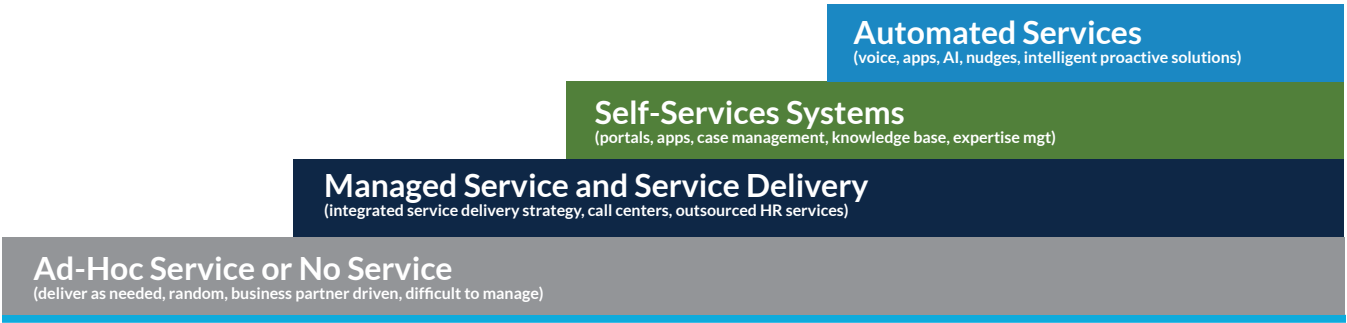 Automated Services
(voice, apps, AI, nudges, intelligent proactive solutions)
Self-Services Systems
(portals, apps, case management, knowledge base, expertise mgt)
Managed Service and Service Delivery
(integrated service delivery strategy, call centers, outsourced HR services)
Ad-Hoc Service or No Service
(deliver as needed, random, business partner driven, difficult to manage)